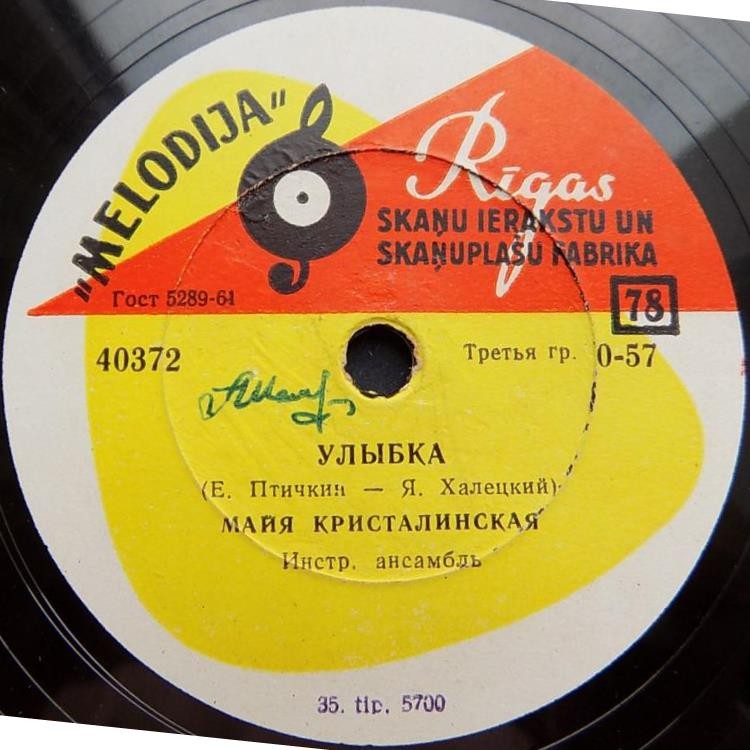 "MELODIJA"
Rīgas
SKAŅU IERAKSTU UN
SKAŅUPLAŠU FABRIKA
Гост 5289-61
78
40372
Третья гр. 0-57
УЛЫБКА
(Е. Птичкин — Я. Халецкий)
МАЙЯ КРИСТАЛИНСКАЯ
Инстр. ансамбль
35. tip. 5700